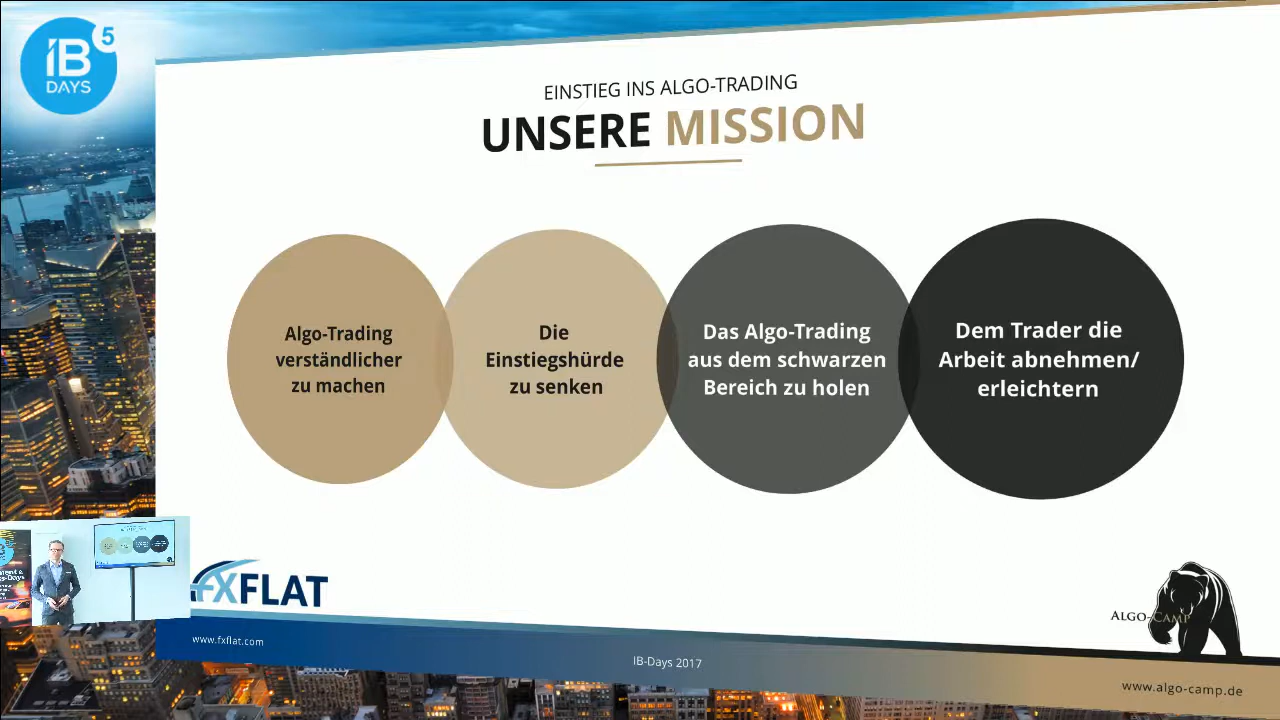 IB
5
DAYS
EINSTIEG INS ALGO-TRADING
UNSERE MISSION
Algo-Trading
verständlicher
zu machen
Die
Einstiegshürde
zu senken
Das Algo-Trading
aus dem schwarzen
Bereich zu holen
Dem Trader die
Arbeit abnehmen/
erleichtern
FXFLAT
ALGO-CAMP
www.fxflat.com
IB-Days 2017
www.algo-camp.de